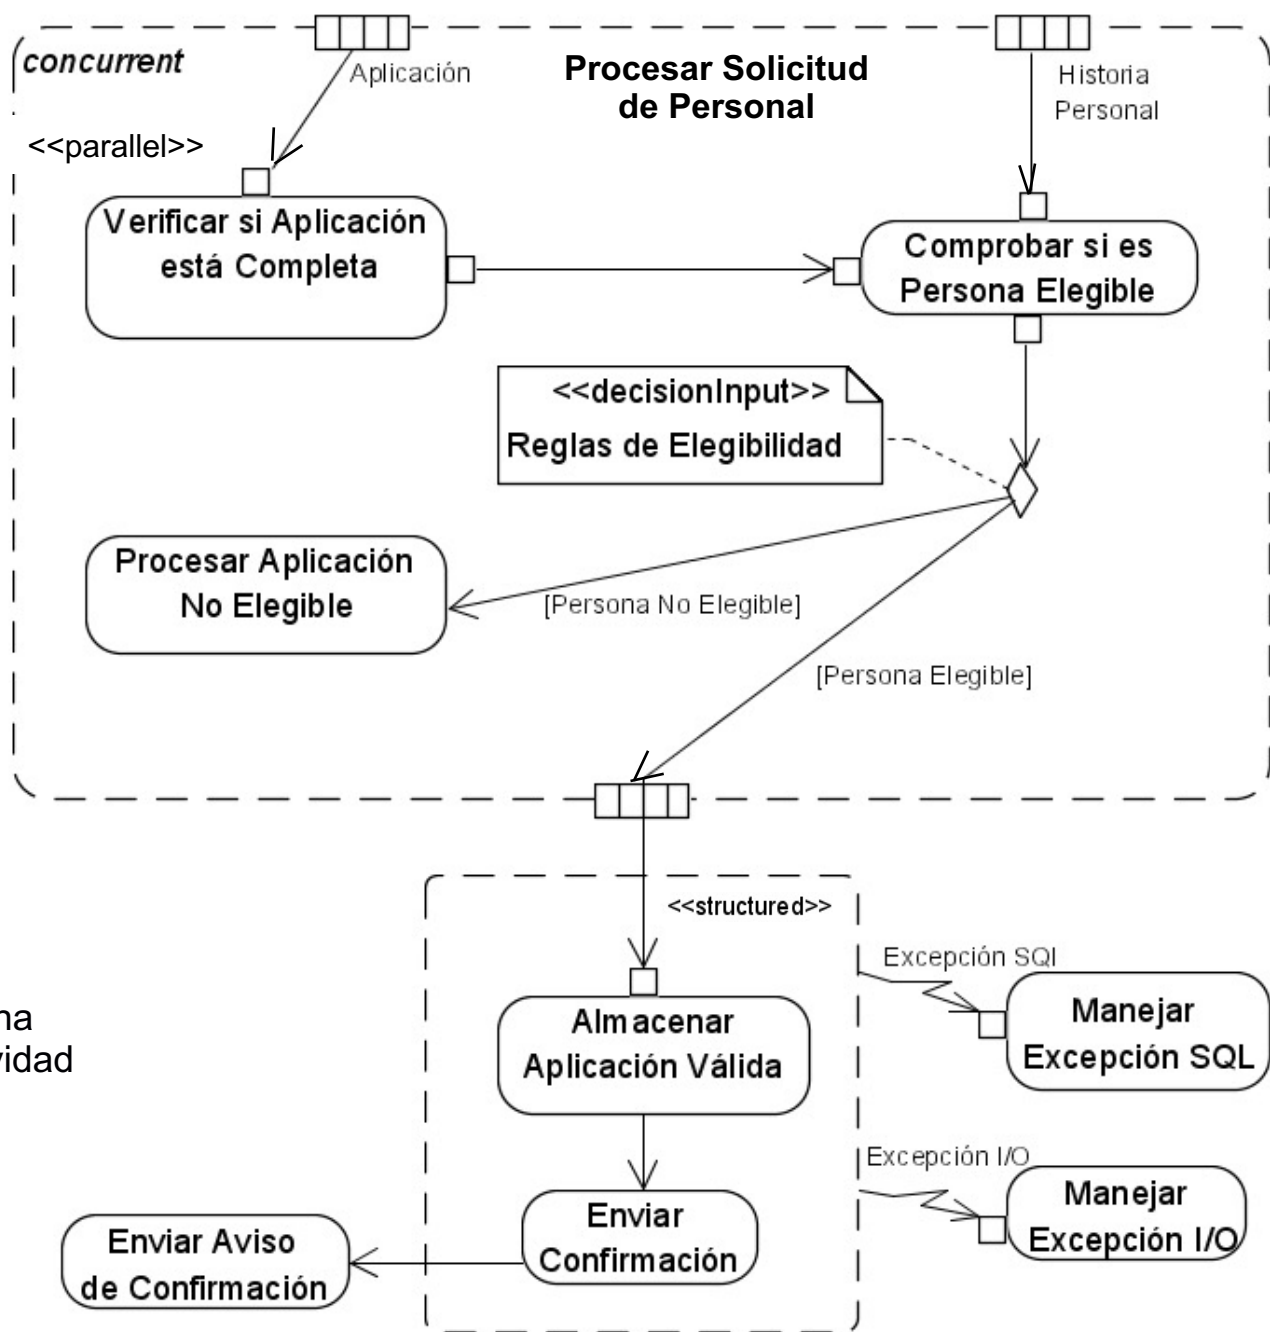 concurrent
Aplicación
Procesar Solicitud
de Personal
Historia
Personal
<<parallel>>
Verificar si Aplicación
está Completa
Comprobar si es
Persona Elegible
<<decisionInput>>
Reglas de Elegibilidad
Procesar Aplicación
No Elegible
[Persona No Elegible]
[Persona Elegible]
<<structured>>
Excepción SQl
Manejar
Excepción SQL
na
vidad
Almacenar
Aplicación Válida
Excepción I/O
Manejar
Excepción I/O
Enviar
Confirmación
Enviar Aviso
de Confirmación